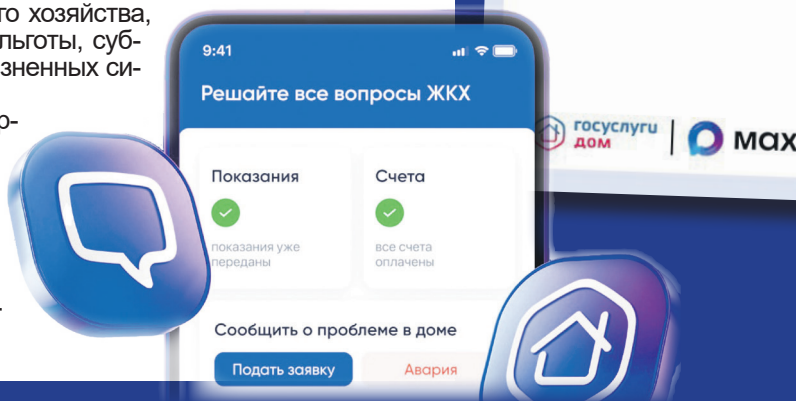 го хозяйства,
льготы, суб-
зненных си-
р-
9:41
Решайте все вопросы ЖКХ
Показания
показания уже
переданы
Счета
все счета
оплачены
Сообщить о проблеме в доме
Подать заявку
Авария
госуслуги
дом
max